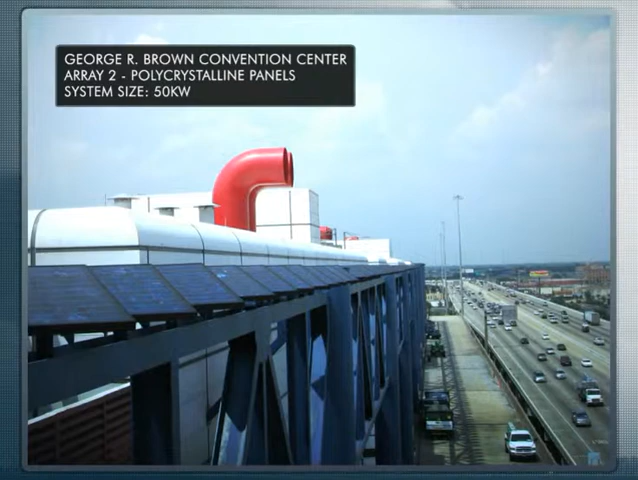 GEORGE R. BROWN CONVENTION CENTER
ARRAY 2 - POLYCRYSTALLINE PANELS
SYSTEM SIZE: 50KW